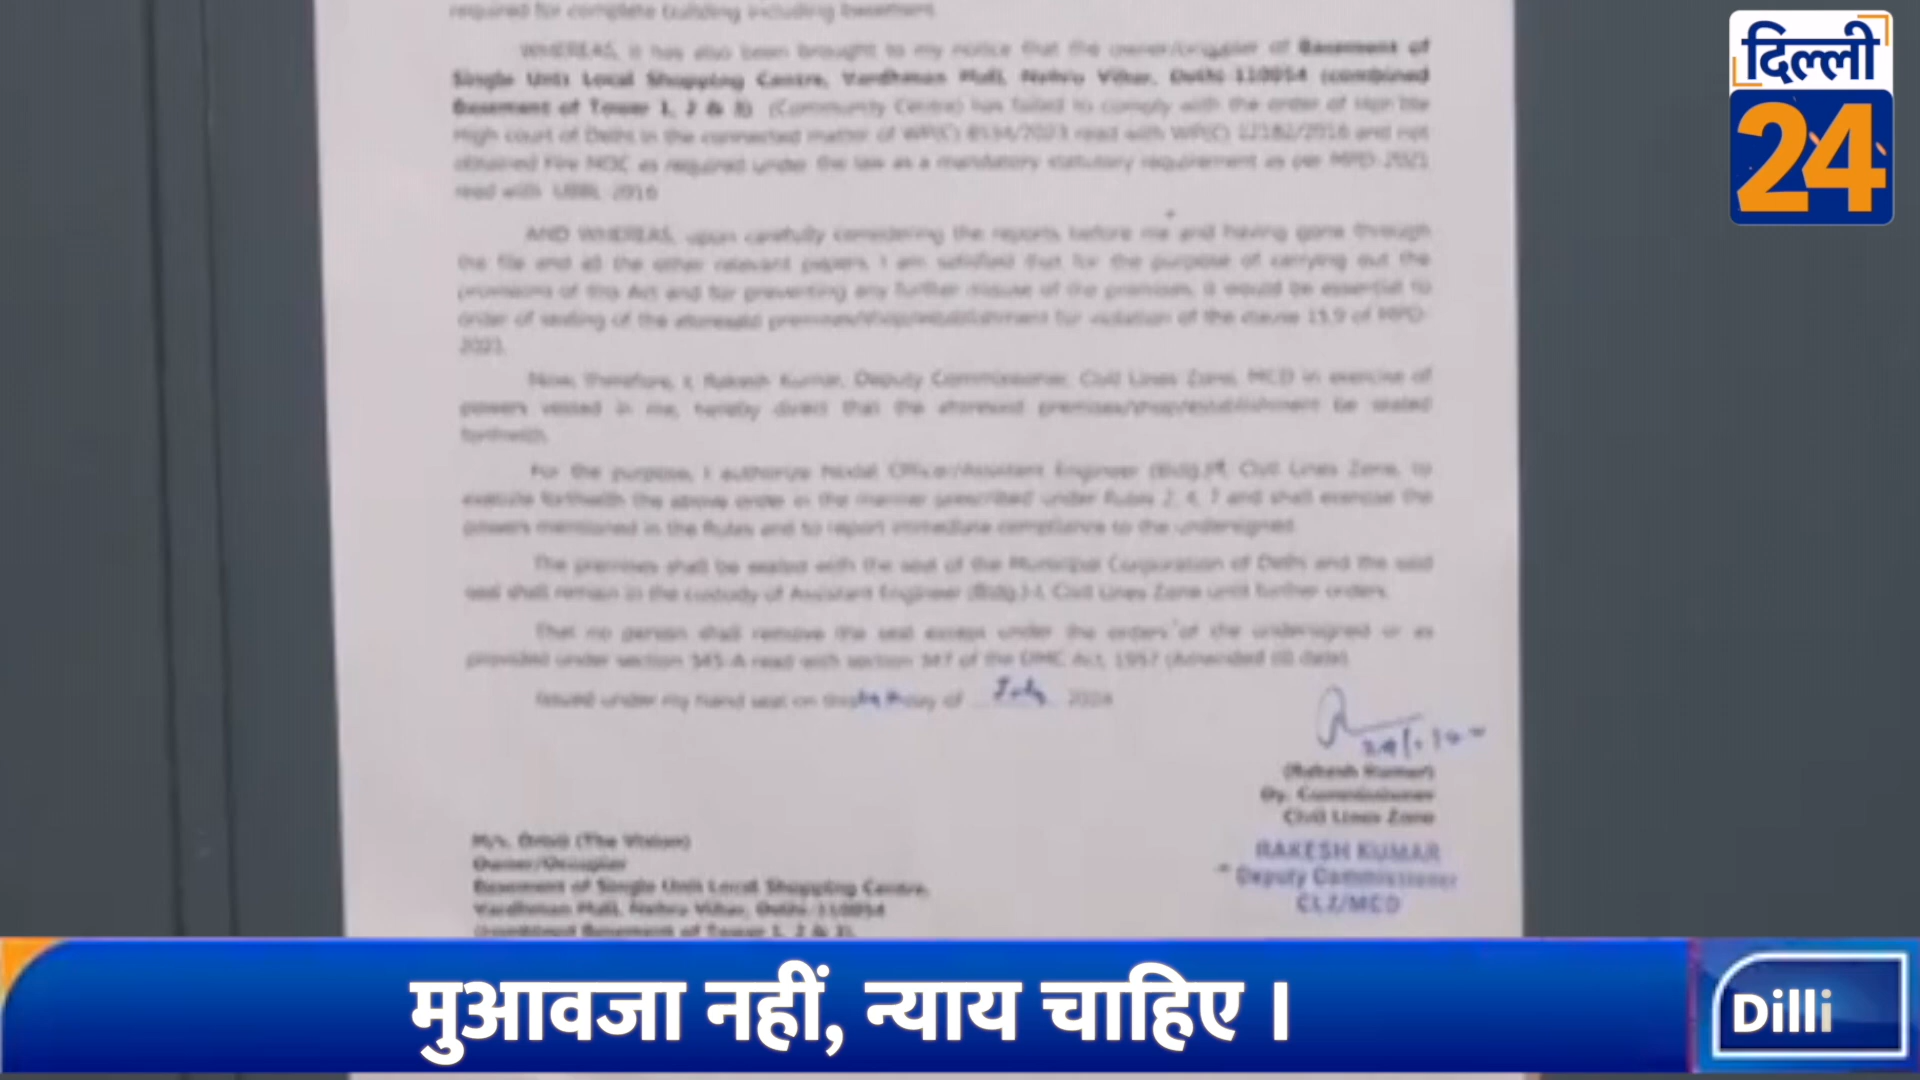 required for complete building including basement.
WHEREAS, it has also been brought to my notice that the owner/occupier of Basement of
Single Unit Local Shopping Centre, Vardhman Mall, Nehru Vihar, Delhi-110054 (combined
Basement of Tower 1, 2 & 3) (Community Centre) has failed to comply with the order of Hon'ble
High court of Delhi in the connected matter of WP(C) read with WP(C) and not
obtained Fire NOC as required under the law as a mandatory statutory requirement as per MPD-2021
read with UBBL-2016
AND WHEREAS, upon carefully considering the reports before me and having gone through
the file and all the other relevant papers, I am satisfied that for the purpose of carrying out the
provisions of this Act and for preventing any further misuse of the premises, it would be essential to
order of sealing of the aforesaid premises/shop/establishment for violation of the clause 15.9 of MPD-
2021.
Now, therefore, I, Rakesh Kumar, Deputy Commissioner, Civil Lines Zone, MCD in exercise of
powers vested in me, hereby direct that the aforesaid premises/shop/establishment be sealed
forthwith.
For the purpose, I authorize Nodal Officer/Assistant Engineer (Bldg.) Civil Lines Zone, to
execute forthwith the above order in the manner prescribed under Rules 2, 4, 7 and shall exercise the
powers mentioned in the Rules and to report immediate compliance to the undersigned.
The premises shall be sealed with the seal of the Municipal Corporation of Delhi and the said
seal shall remain in the custody of Assistant Engineer (Bldg.)-I, Civil Lines Zone until further orders.
That no person shall remove the seal except under the orders of the undersigned or as
provided under section 345-A read with section 347 of the DMC Act, 1957 (Amended
Issued under my hand seal on this day of July 2024
(Rakesh Kumar)
Dy. Commissioner
Civil Lines Zone
RAKESH KUMAR
Deputy Commissioner
CLZ/MCD
M/s. (The Vision)
Owner/Occupier
Basement of Single Unit Local Shopping Centre,
Vardhman Mall, Nehru Vihar, Delhi-110054
(combined Basement of Tower 1, 2 & 3).
दिल्ली
24
मुआवजा नहीं, न्याय चाहिए ।
Dilli